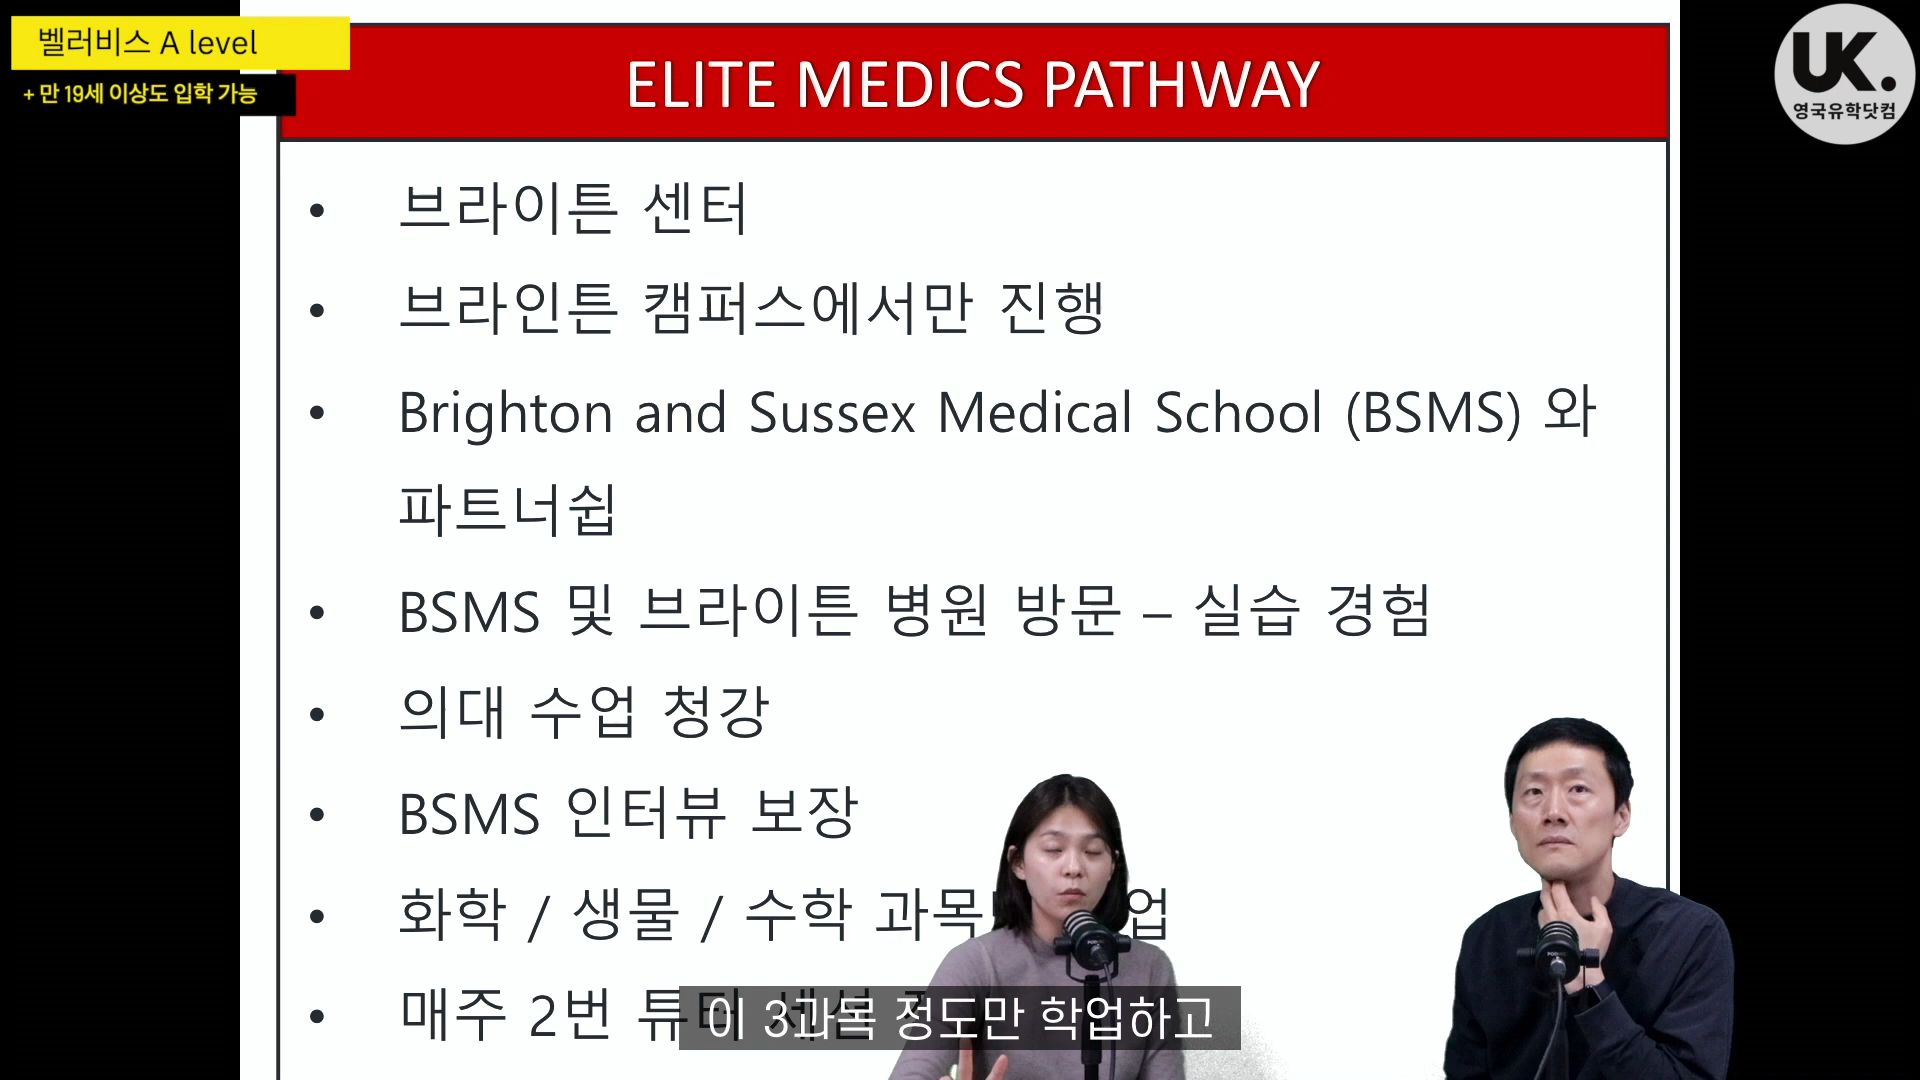 벨러비스 A level
+ 만 19세 이상도 입학 가능
UK.
영국유학닷컴
ELITE MEDICS PATHWAY
• 브라이튼 센터
• 브라인튼 캠퍼스에서만 진행
• Brighton and Sussex Medical School (BSMS) 와
파트너쉽
• BSMS 및 브라이튼 병원 방문 – 실습 경험
• 의대 수업 청강
• BSMS 인터뷰 보장
• 화학 / 생물 / 수학
• 매주 2번 튜터
이 3과목 정도만 학업하고